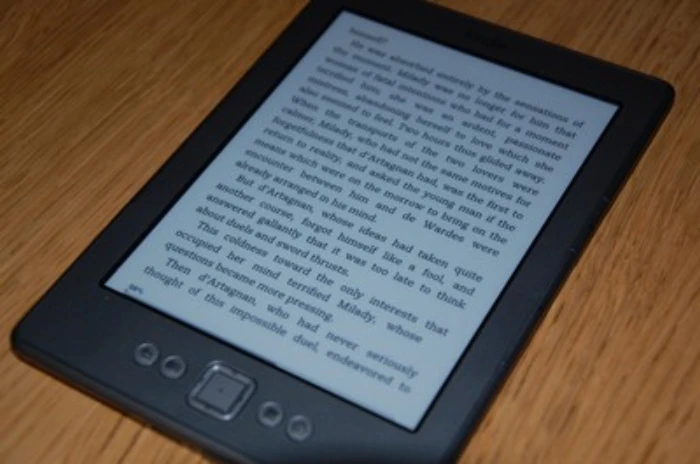 himself?
He was absorbed entirely by the sensations of
the moment. Milady was no longer for him that
woman of fatal intentions who had for a moment
terrified him; she was an ardent, passionate
mistress, abandoning herself to love which she
also seemed to feel. Two hours thus glided away.
When the transports of the two lovers were
calmer, Milady, who had not the same motives for
forgetfulness that d'Artagnan had, was the first to
return to reality, and asked the young man if the
means which were on the morrow to bring on the
encounter between him and de Wardes were
already arranged in his mind.
But d'Artagnan, whose ideas had taken quite
another course, forgot himself like a fool, and
answered gallantly that it was too late to think
about duels and sword thrusts.
This coldness toward the only interests that
occupied her mind terrified Milady, whose
questions became more pressing.
Then d'Artagnan, who had never seriously
thought of this impossible duel, endeavored to